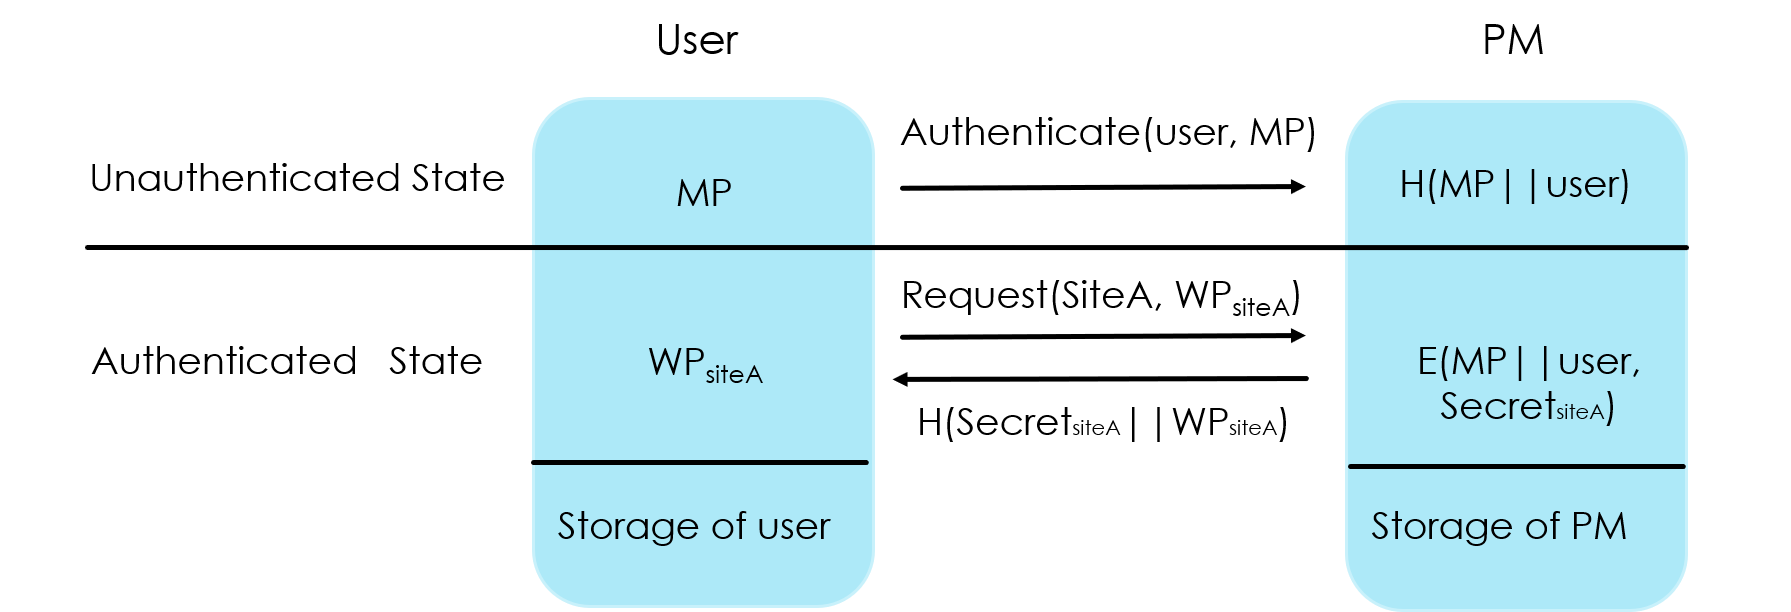 User
PM
Authenticate(user, MP)
Unauthenticated State
MP
H(MP||user)
Request(SiteA, WPsiteA)
Authenticated State
WPsiteA
E(MP||user,
SecretsiteA)
H(SecretsiteA||WPsiteA)
Storage of user
Storage of PM